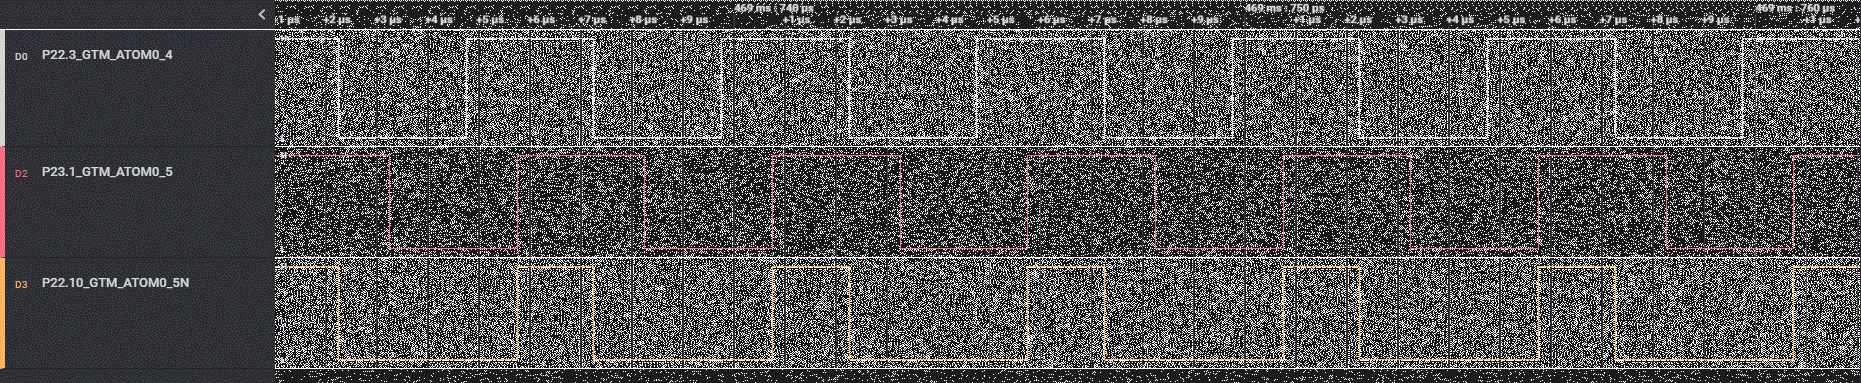 469 ms : 740 µs 469 ms : 750 µs 469 ms : 760 µs
+1 µs +2 µs +3 µs +4 µs +5 µs +6 µs +7 µs +8 µs +9 µs +1 µs +2 µs +3 µs +4 µs +5 µs +6 µs +7 µs +8 µs +9 µs +1 µs +2 µs +3 µs +4 µs +5 µs +6 µs +7 µs +8 µs +9 µs +3 µs
D0 P22.3_GTM_ATOM0_4
D2 P23.1_GTM_ATOM0_5
D3 P22.10_GTM_ATOM0_5N